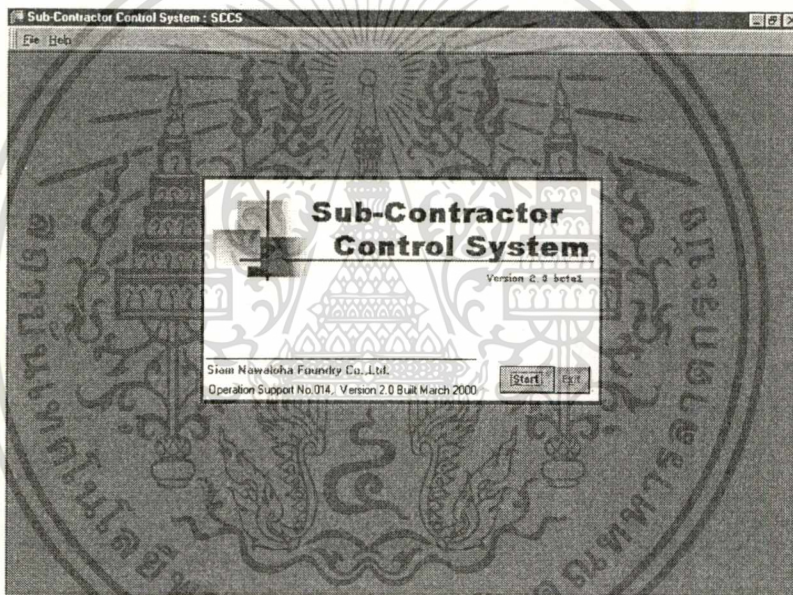 Sub-Contractor Control System : SCCS
File Help
Sub-Contractor
Control System
Version 2.0 beta1
Siam Nawaloha Foundry Co.,Ltd.
Operation Support No.014, Version 2.0 Built March 2000
Start Exit